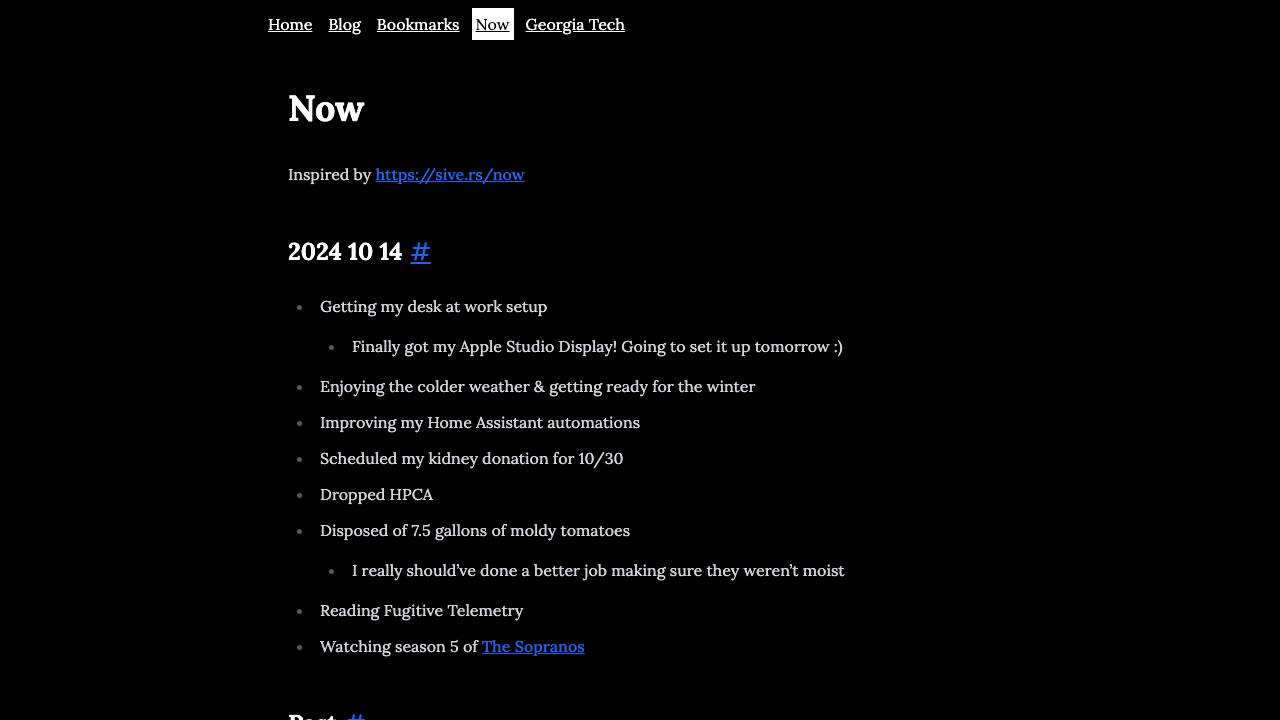 Home Blog Bookmarks Now Georgia Tech
Now
Inspired by https://sive.rs/now
2024 10 14 #
Getting my desk at work setup
Finally got my Apple Studio Display! Going to set it up tomorrow :)
Enjoying the colder weather & getting ready for the winter
Improving my Home Assistant automations
Scheduled my kidney donation for 10/30
Dropped HPCA
Disposed of 7.5 gallons of moldy tomatoes
I really should’ve done a better job making sure they weren’t moist
Reading Fugitive Telemetry
Watching season 5 of The Sopranos